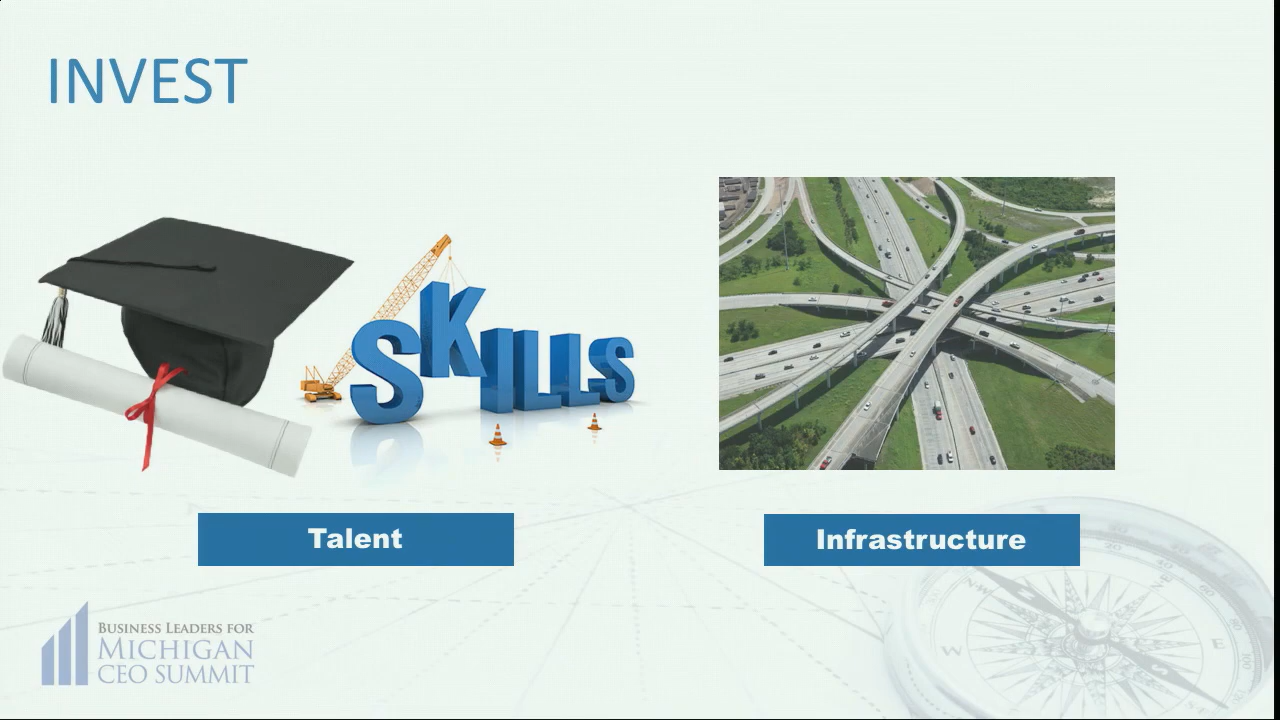 INVEST
SKILLS
Talent
Infrastructure
BUSINESS LEADERS FOR
MICHIGAN
CEO SUMMIT
W
E